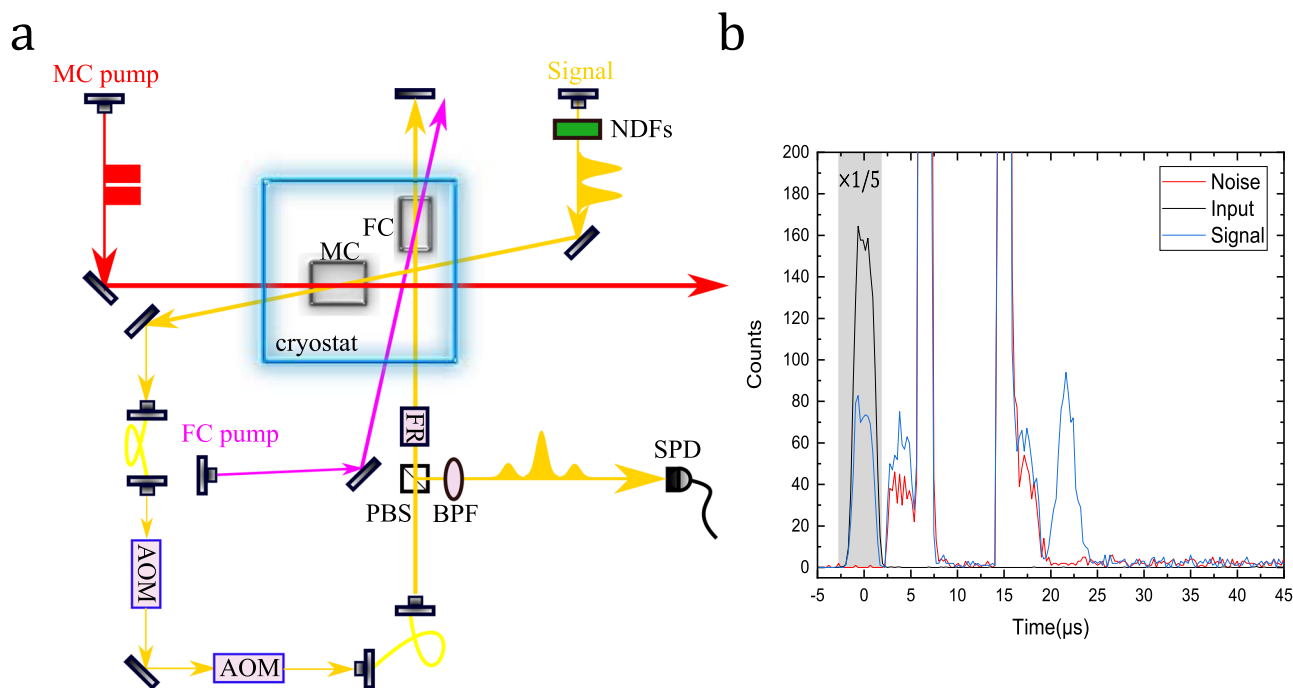 a
MC pump
Signal
NDFs
FC
MC
cryostat
FR
FC pump
SPD
PBS
BPF
AOM
AOM
b
×1/5
Noise
Input
Signal
200
180
160
140
120
100
80
60
40
20
0
Counts
-5
0
5
10
15
20
25
30
35
40
45
Time(μs)